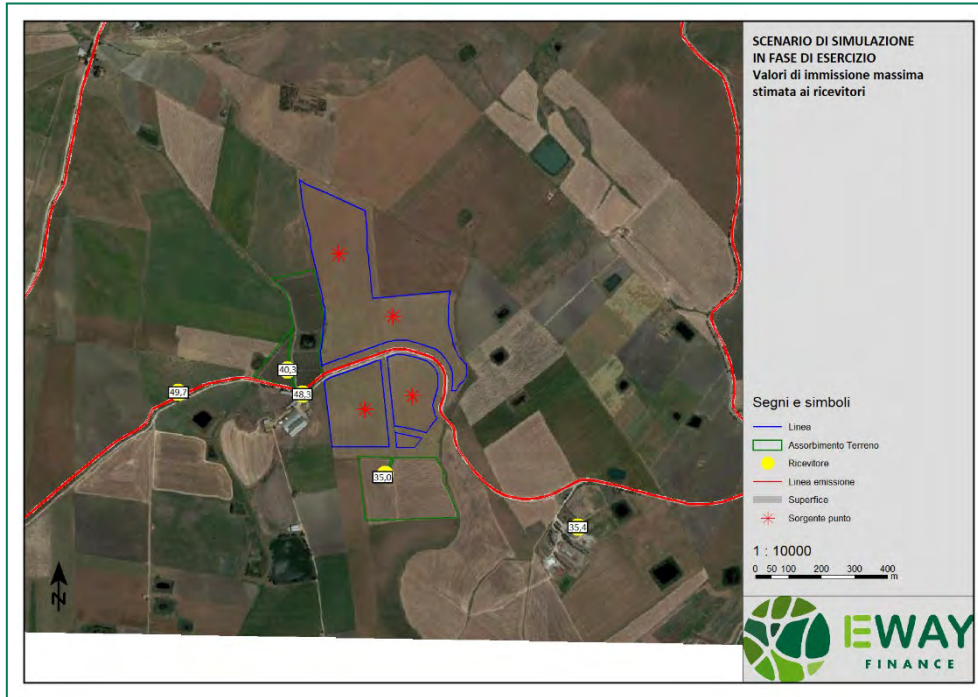 SCENARIO DI SIMULAZIONE
IN FASE DI ESERCIZIO
Valori di immissione massima
stimata ai ricevitori
40,3
49,7
48,3
35,0
35,4
N
Segni e simboli
Linea
Assorbimento Terreno
Ricevitore
Linea emissione
Superfice
Sorgente punto
1 : 10000
0 50 100 200 300 400
m
EWAY
FINANCE